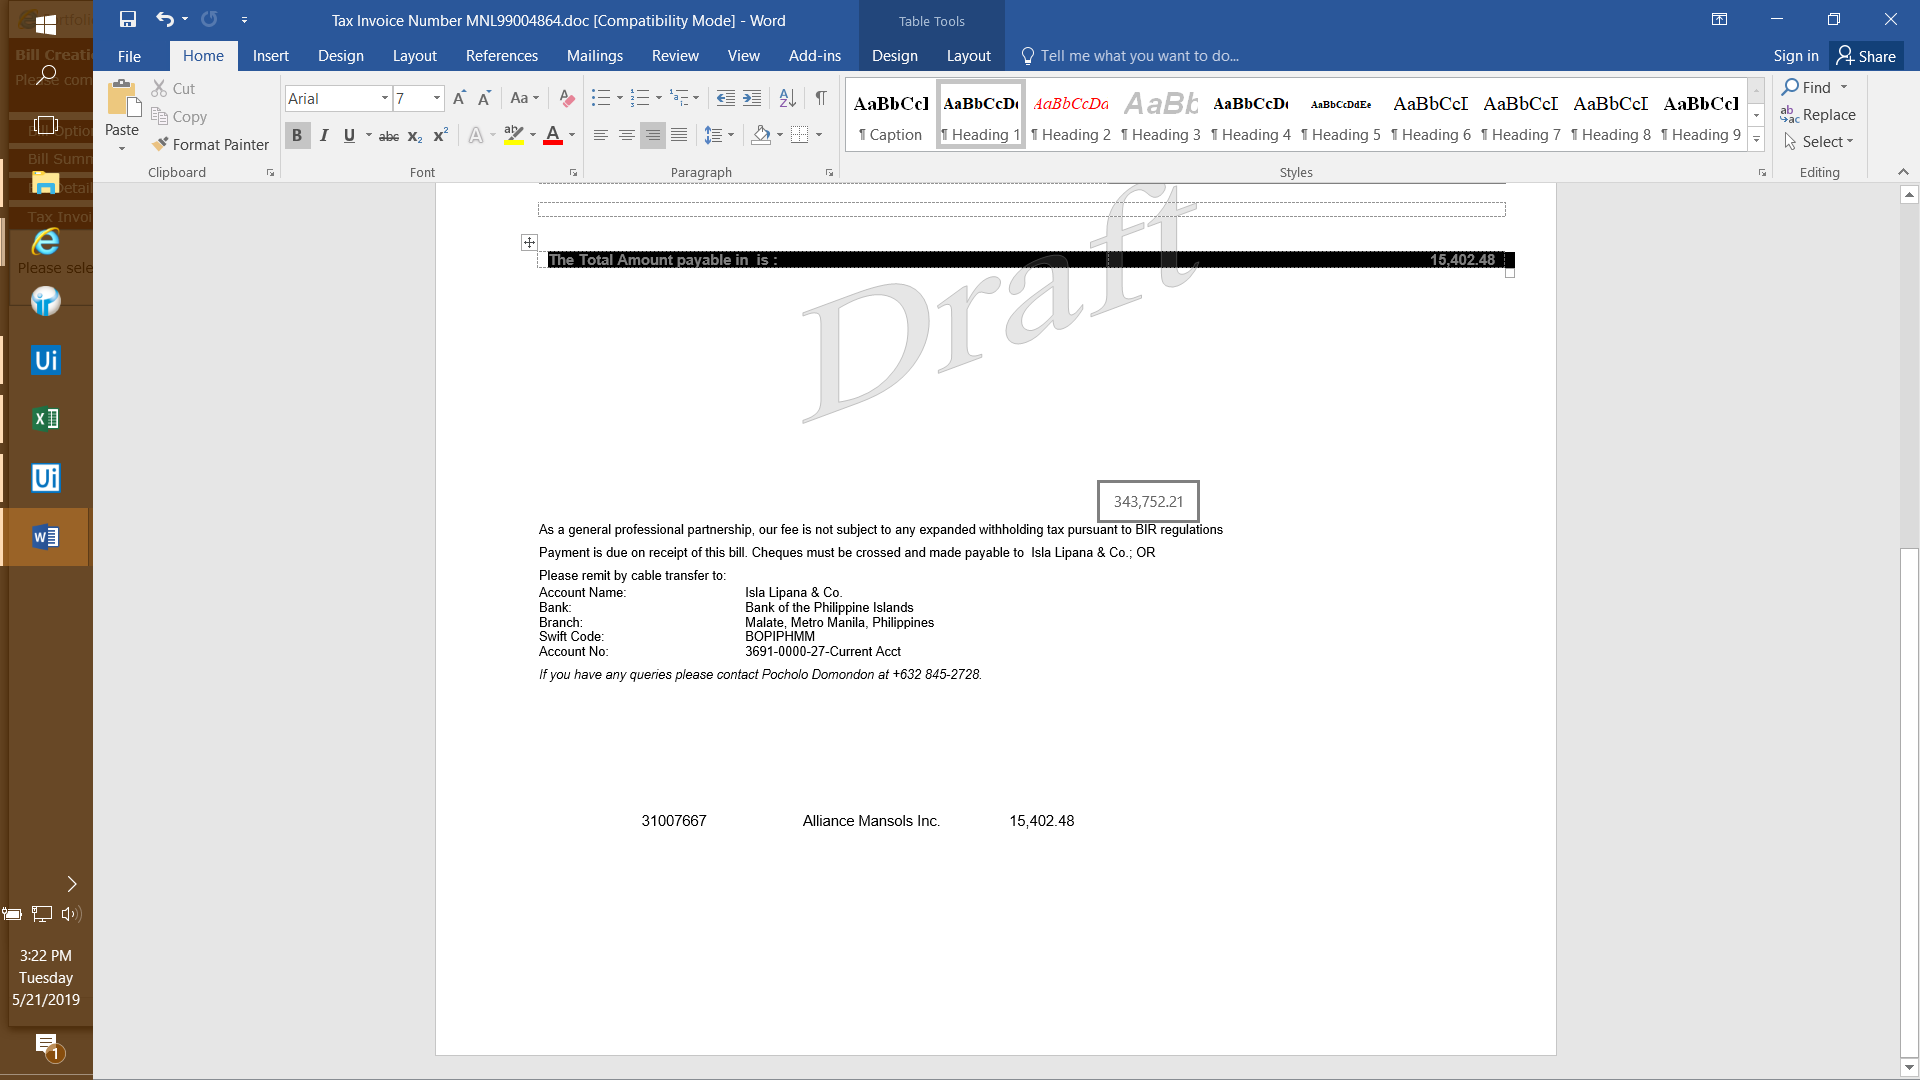 Tax Invoice Number MNL99004864.doc [Compatibility Mode] - Word
Table Tools
File Home Insert Design Layout References Mailings Review View Add-ins Design Layout Tell me what you want to do... Sign in Share
Paste
Cut
Copy
Format Painter
Clipboard
Arial 7
Font
Paragraph
AaBbCcI AaBbCcDd AaBbCcDd AaBb AaBbCcDd AaBbCcDdEe AaBbCcI AaBbCcI AaBbCcI AaBbCcI
¶ Caption ¶ Heading 1 ¶ Heading 2 ¶ Heading 3 ¶ Heading 4 ¶ Heading 5 ¶ Heading 6 ¶ Heading 7 ¶ Heading 8 ¶ Heading 9
Styles
Find
Replace
Select
Editing
Bill Creati
Please com
Bill Option
Bill Summ
Detail
Tax Invoi
Please sele
The Total Amount payable in is : 15,402.48
Draft
343,752.21
As a general professional partnership, our fee is not subject to any expanded withholding tax pursuant to BIR regulations
Payment is due on receipt of this bill. Cheques must be crossed and made payable to Isla Lipana & Co.; OR
Please remit by cable transfer to:
Account Name: Isla Lipana & Co.
Bank: Bank of the Philippine Islands
Branch: Malate, Metro Manila, Philippines
Swift Code: BOPIPHMM
Account No: 3691-0000-27-Current Acct
If you have any queries please contact Pocholo Domondon at +632 845-2728.
31007667 Alliance Mansols Inc. 15,402.48
3:22 PM
Tuesday
5/21/2019
1